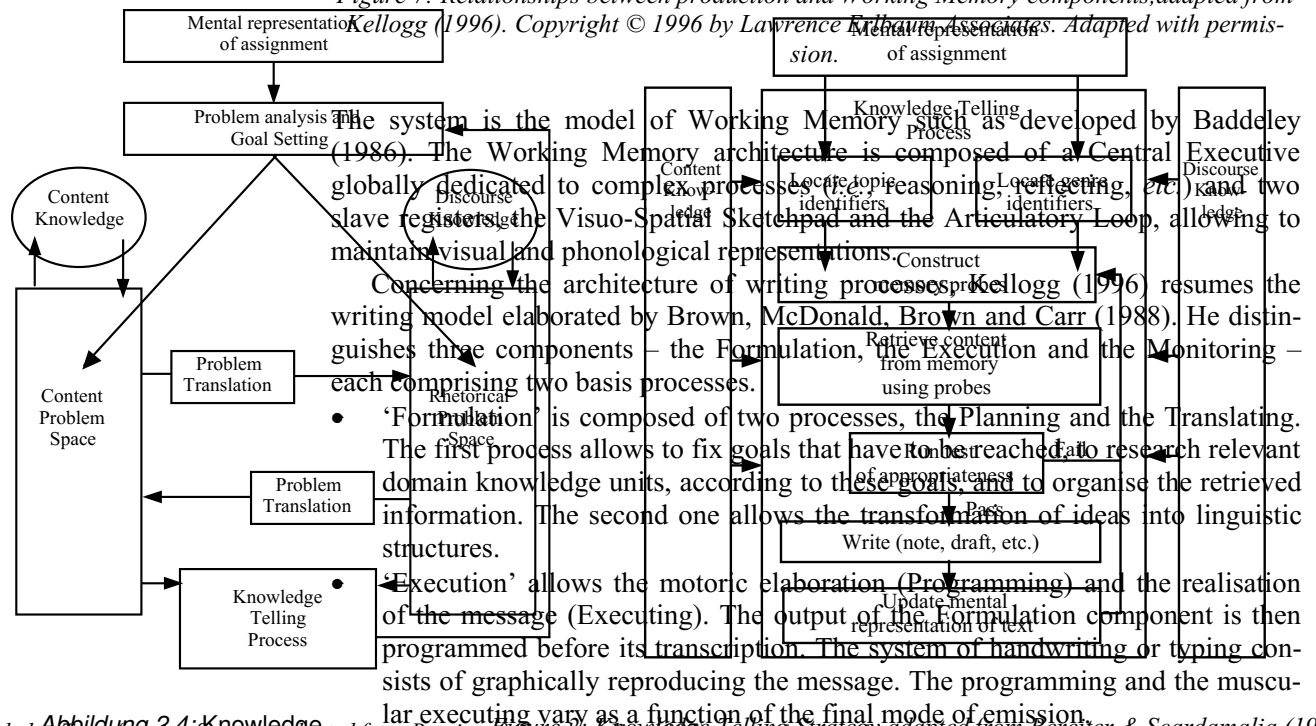 Figure 7. Relationships between production and Working Memory components,adapted from
Kellogg (1996). Copyright © 1996 by Lawrence Erlbaum Associates. Adapted with permis-
sion.
The system is the model of Working Memory such as developed by Baddeley
(1986). The Working Memory architecture is composed of a Central Executive
globally dedicated to complex processes (i.e., reasoning, reflecting, etc.) and two
slave registers, the Visuo-Spatial Sketchpad and the Articulatory Loop, allowing to
maintain visual and phonological representations.
Concerning the architecture of writing processes, Kellogg (1996) resumes the
writing model elaborated by Brown, McDonald, Brown and Carr (1988). He distin-
guishes three components – the Formulation, the Execution and the Monitoring –
each comprising two basis processes.
• ‘Formulation’ is composed of two processes, the Planning and the Translating.
The first process allows to fix goals that have to be reached, to research relevant
domain knowledge units, according to these goals, and to organise the retrieved
information. The second one allows the transformation of ideas into linguistic
structures.
• ‘Execution’ allows the motoric elaboration (Programming) and the realisation
of the message (Executing). The output of the Formulation component is then
programmed before its transcription. The system of handwriting or typing con-
sists of graphically reproducing the message. The programming and the muscu-
lar executing vary as a function of the final mode of emission.
Mental representation
of assignment
Problem analysis and
Goal Setting
Content
Knowledge
Discourse
Knowledge
Content
Problem
Space
Problem
Translation
Rhetorical
Problem
Space
Problem
Translation
Knowledge
Telling
Process
Mental representation
of assignment
Knowledge Telling
Process
Content
Know-
ledge
Locate topic
identifiers
Locate genre
identifiers
Discourse
Know-
ledge
Construct
memory probes
Retrieve content
from memory
using probes
Run test
of appropriateness
Fail
Pass
Write (note, draft, etc.)
Update mental
representation of text
Abbildung 2.4: Knowledge
Knowledge Telling Strategy adapted from Bereiter & Scardamalia